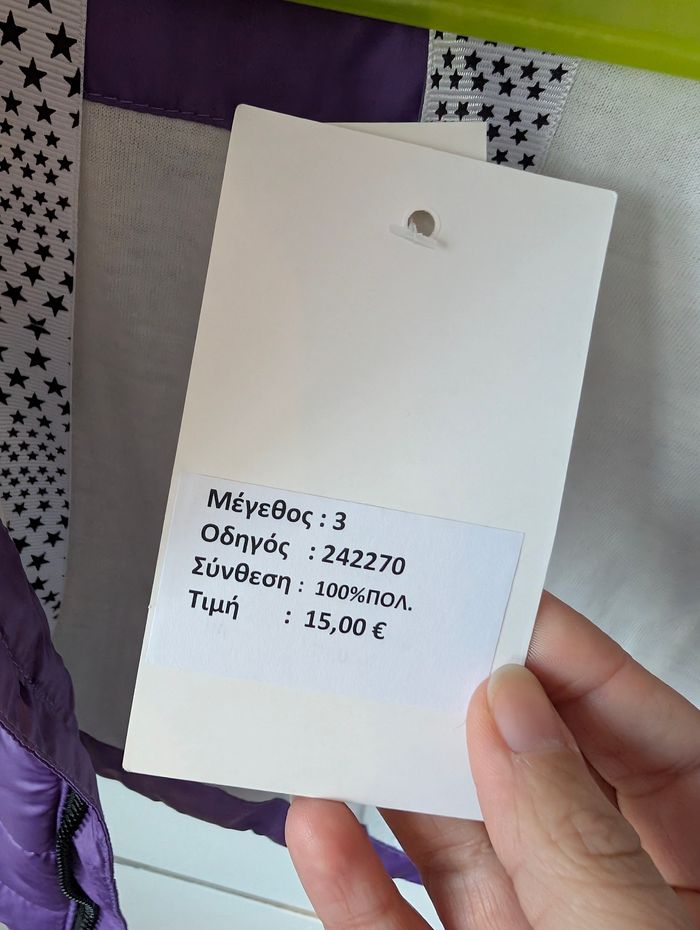 Μέγεθος : 3
Οδηγός : 242270
Σύνθεση : 100%ΠΟΛ.
Τιμή : 15,00 €